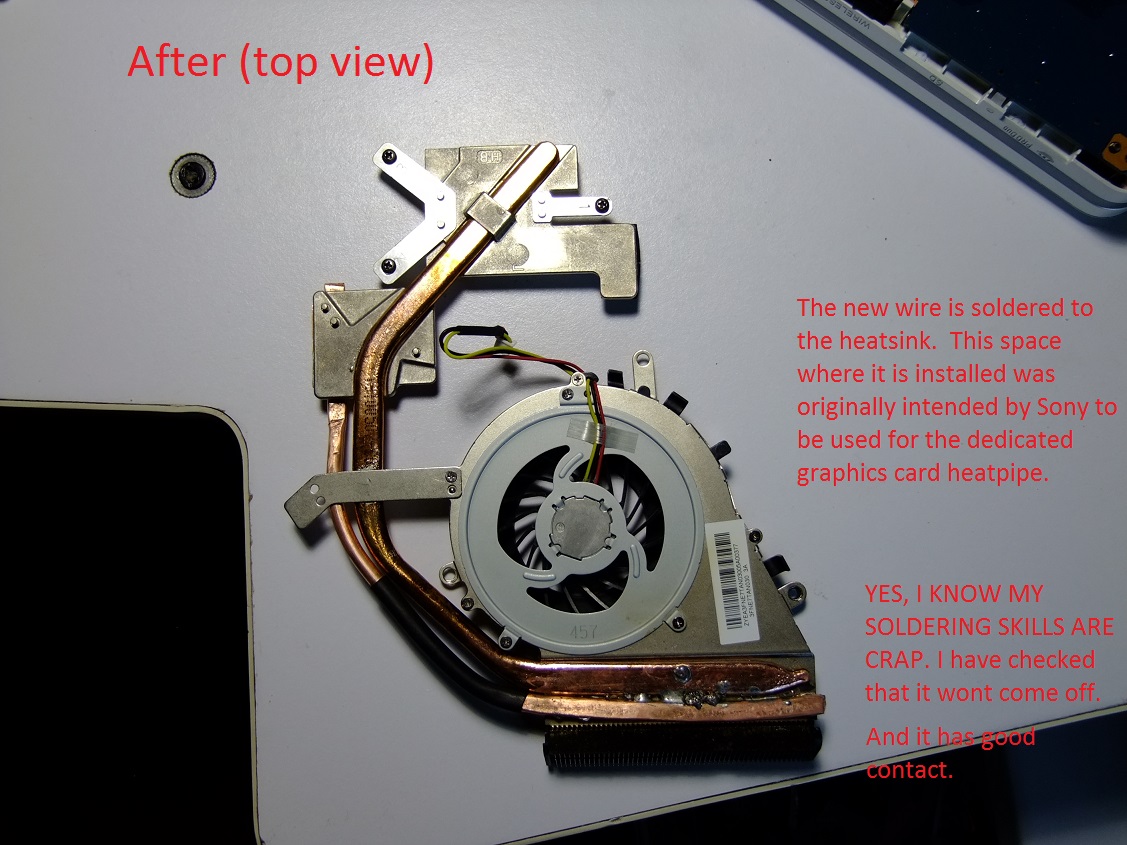 After (top view)
The new wire is soldered to
the heatsink.  This space
where it is installed was
originally intended by Sony to
be used for the dedicated
graphics card heatpipe.
YES, I KNOW MY
SOLDERING SKILLS ARE
CRAP. I have checked
that it wont come off.
And it has good
contact.
457